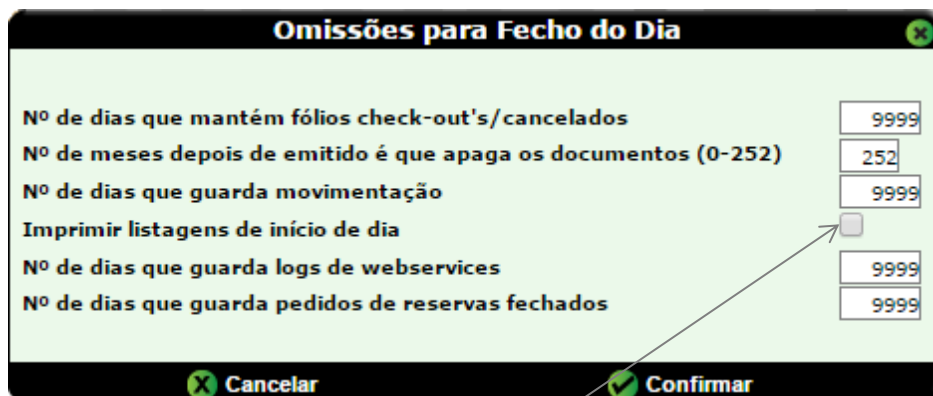 Omissões para Fecho do Dia
Nº de dias que mantém fólios check-out's/cancelados 9999
Nº de meses depois de emitido é que apaga os documentos (0-252) 252
Nº de dias que guarda movimentação 9999
Imprimir listagens de início de dia
Nº de dias que guarda logs de webservices 9999
Nº de dias que guarda pedidos de reservas fechados 9999
Cancelar Confirmar